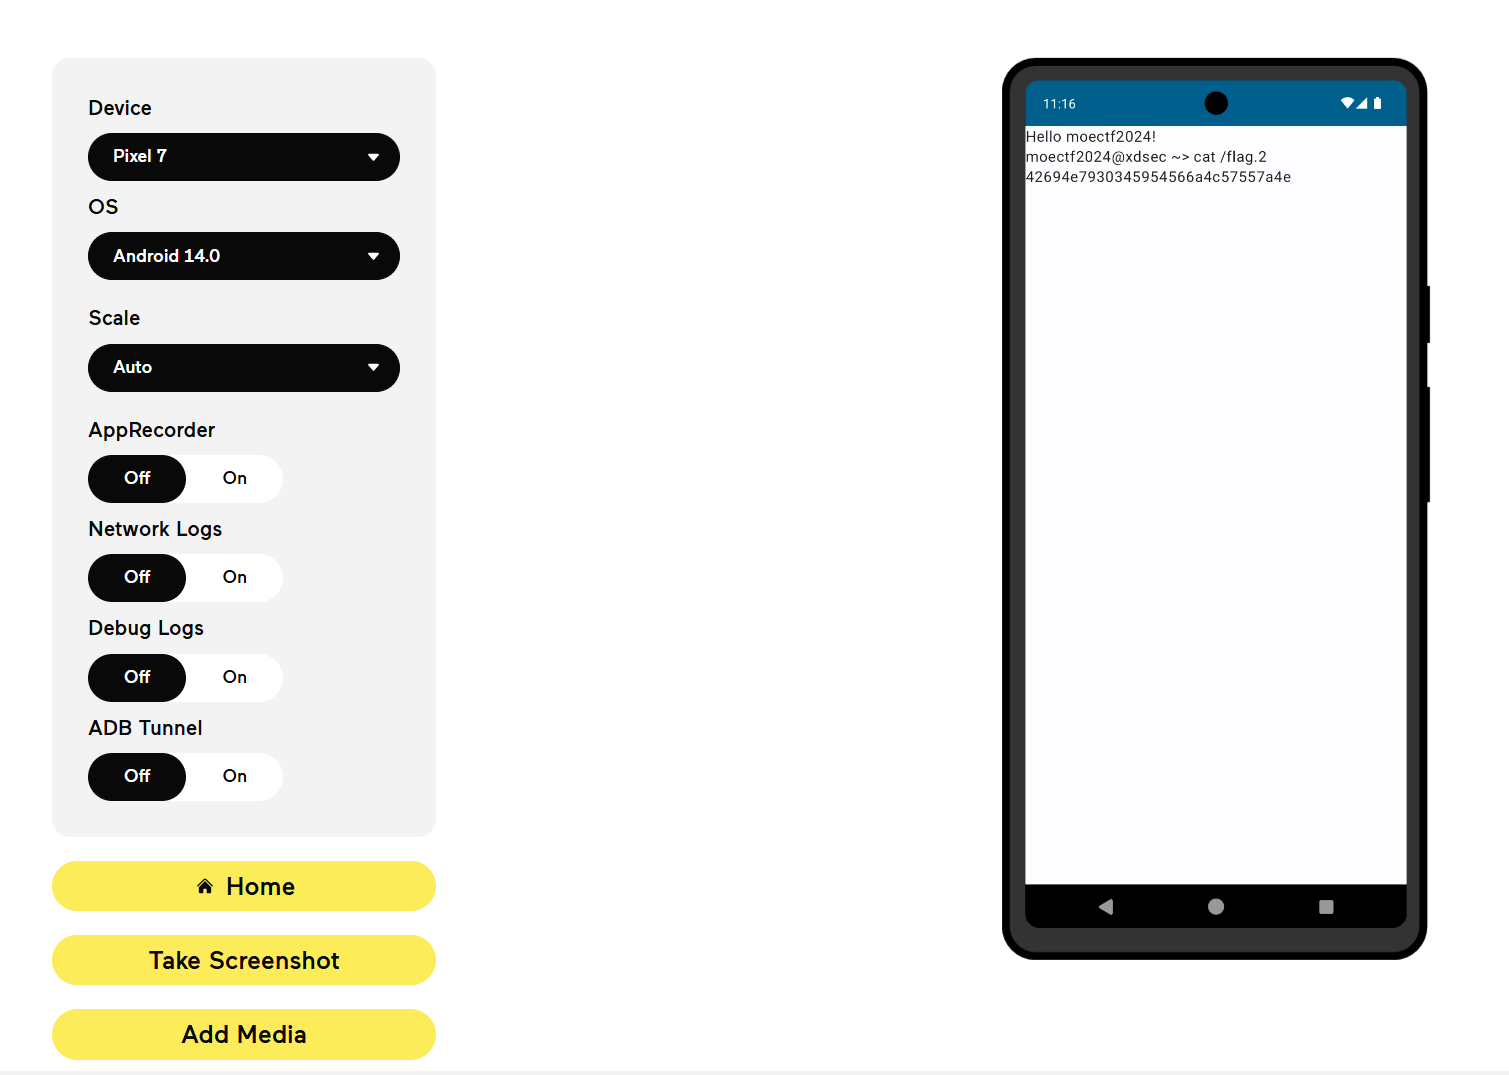 Device
Pixel 7
OS
Android 14.0
Scale
Auto
AppRecorder
Off On
Network Logs
Off On
Debug Logs
Off On
ADB Tunnel
Off On
Home
Take Screenshot
Add Media
11:16
Hello moectf2024!
moectf2024@xdsec ~> cat /flag.2
42694e7930345954566a4c57557a4e